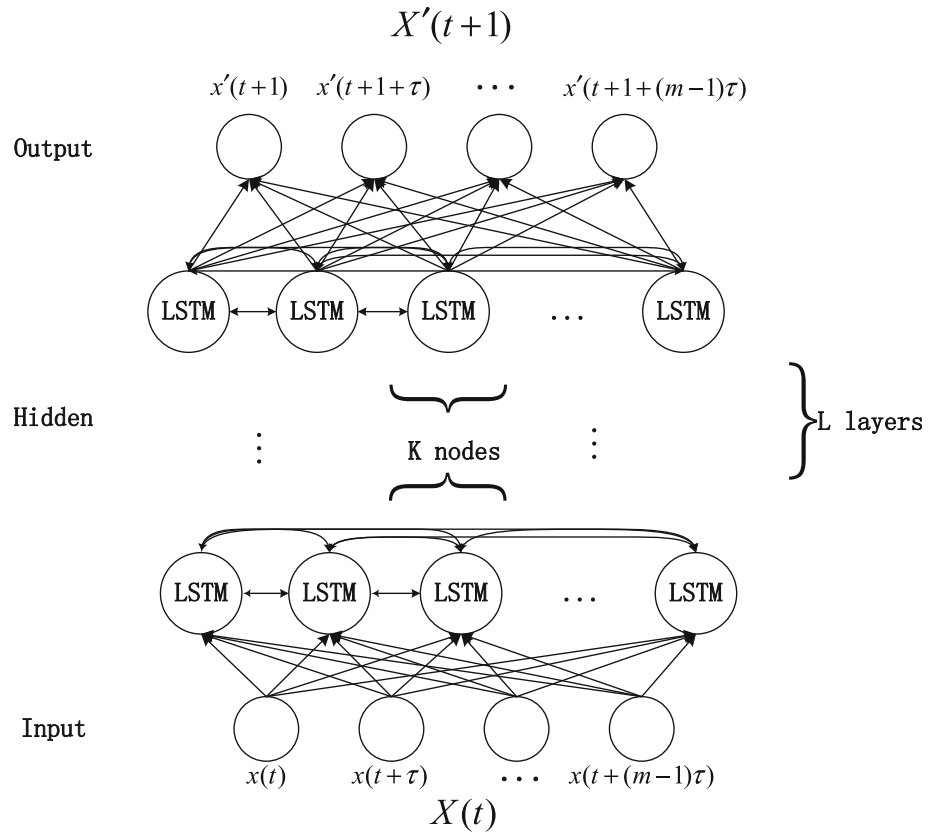 X′(t+1)
x′(t+1) x′(t+1+τ) ··· x′(t+1+(m−1)τ)
Output
LSTM LSTM LSTM ... LSTM
Hidden
L layers
⋮ K nodes ⋮
LSTM LSTM LSTM ... LSTM
Input
x(t) x(t+τ) ··· x(t+(m−1)τ)
X(t)